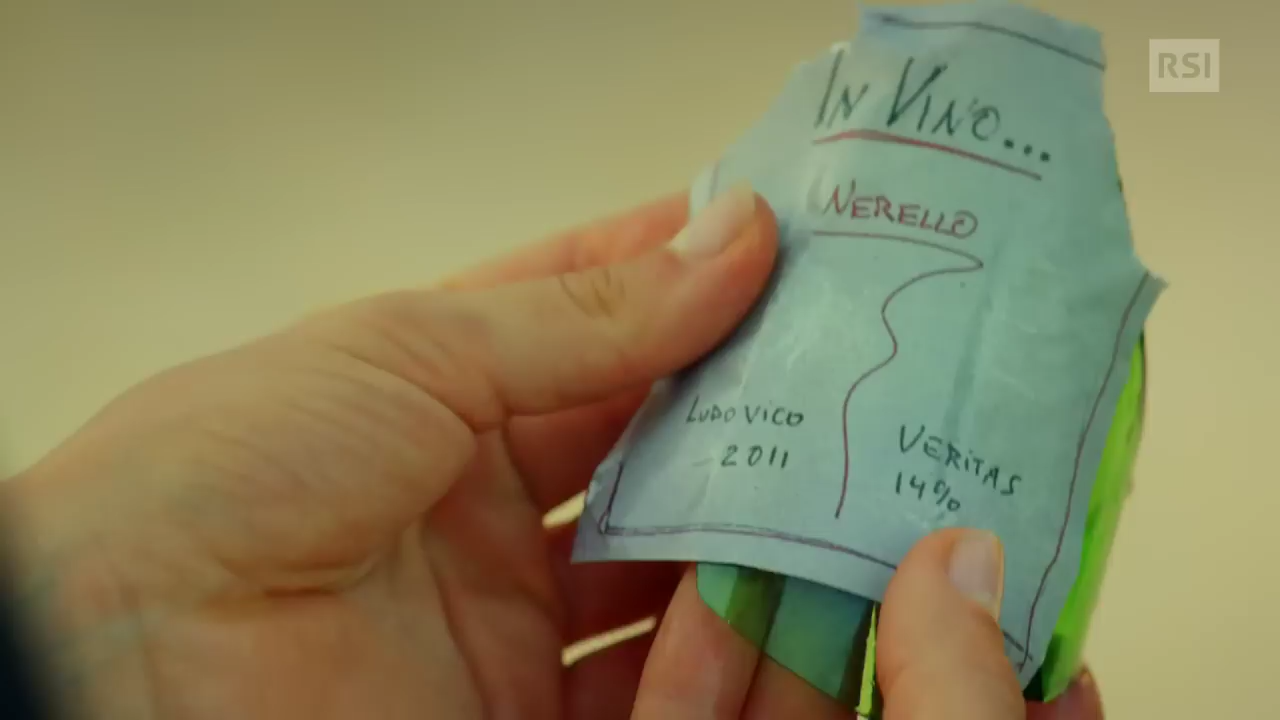 RSI
IN VINO...
NERELLO
LUDOVICO
2011
VERITAS
14%